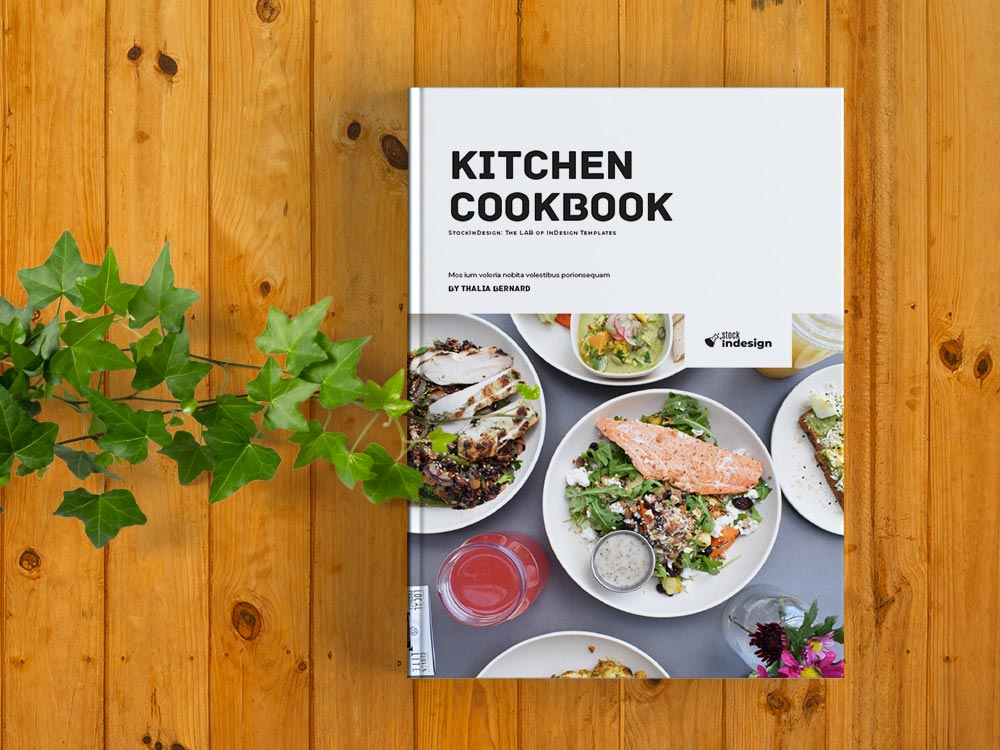 KITCHEN
COOKBOOK
StockInDesign: The LAB of InDesign Templates
Mos ium voloria nobita volestibus porionsequam
BY THALIA BERNARD
stock
indesign
LOCAL